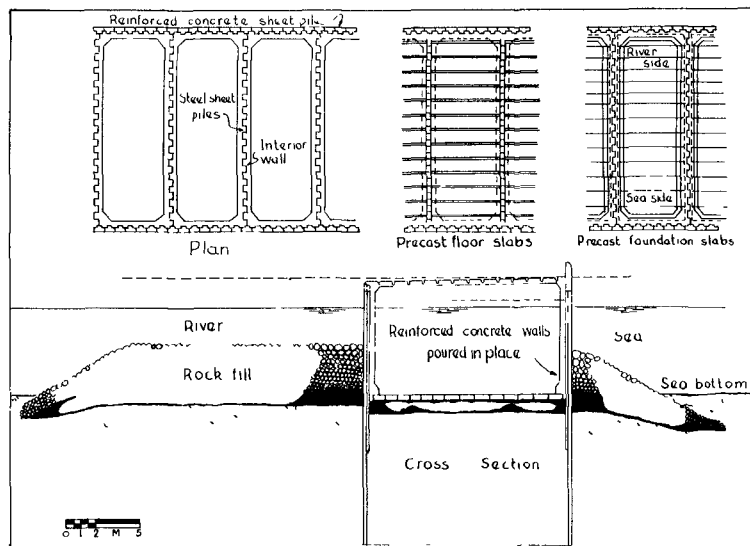 Reinforced concrete sheet pile
Steel sheet
piles
Interior
wall
Plan
Precast floor slabs
River
side
Sea side
Precast foundation slabs
River
Rock fill
Reinforced
concrete walls
poured in place
Sea
Sea bottom
Cross Section
0 1 2 M 5